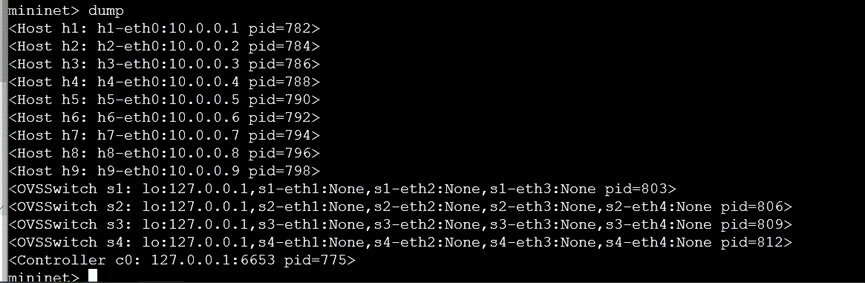 mininet> dump
<Host h1: h1-eth0:10.0.0.1 pid=782>
<Host h2: h2-eth0:10.0.0.2 pid=784>
<Host h3: h3-eth0:10.0.0.3 pid=786>
<Host h4: h4-eth0:10.0.0.4 pid=788>
<Host h5: h5-eth0:10.0.0.5 pid=790>
<Host h6: h6-eth0:10.0.0.6 pid=792>
<Host h7: h7-eth0:10.0.0.7 pid=794>
<Host h8: h8-eth0:10.0.0.8 pid=796>
<Host h9: h9-eth0:10.0.0.9 pid=798>
<OVSSwitch s1: lo:127.0.0.1,s1-eth1:None,s1-eth2:None,s1-eth3:None pid=803>
<OVSSwitch s2: lo:127.0.0.1,s2-eth1:None,s2-eth2:None,s2-eth3:None,s2-eth4:None pid=806>
<OVSSwitch s3: lo:127.0.0.1,s3-eth1:None,s3-eth2:None,s3-eth3:None,s3-eth4:None pid=809>
<OVSSwitch s4: lo:127.0.0.1,s4-eth1:None,s4-eth2:None,s4-eth3:None,s4-eth4:None pid=812>
<Controller c0: 127.0.0.1:6653 pid=775>
mininet>